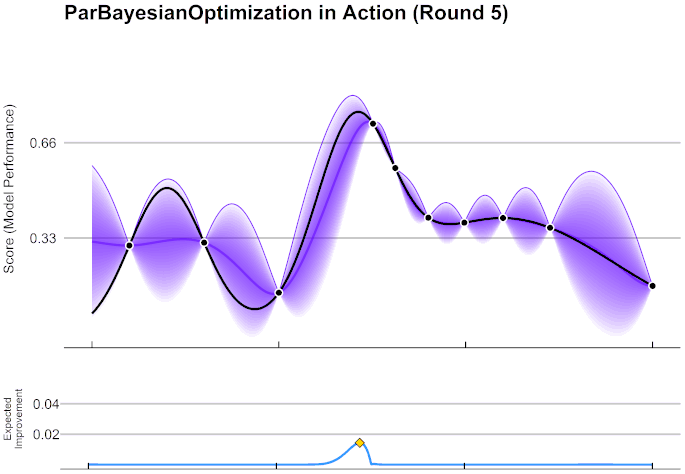 ParBayesianOptimization in Action (Round 5)
Score (Model Performance)
0.66
0.33
Expected
Improvement
0.04
0.02